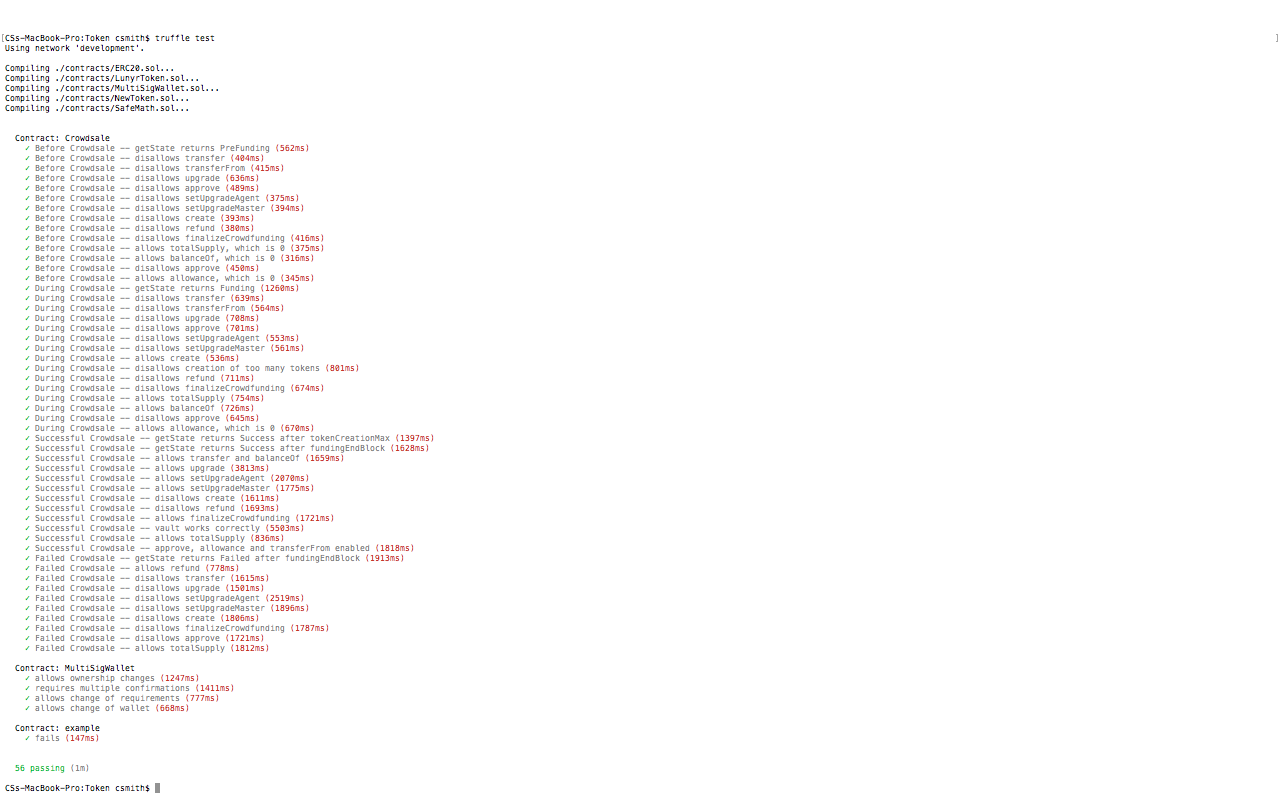 [CSs-MacBook-Pro:Token csmith$ truffle test ]
Using network 'development'.
Compiling ./contracts/ERC20.sol...
Compiling ./contracts/LunyrToken.sol...
Compiling ./contracts/MultiSigWallet.sol...
Compiling ./contracts/NewToken.sol...
Compiling ./contracts/SafeMath.sol...
Contract: Crowdsale
✓ Before Crowdsale -- getState returns PreFunding (562ms)
✓ Before Crowdsale -- disallows transfer (404ms)
✓ Before Crowdsale -- disallows transferFrom (415ms)
✓ Before Crowdsale -- disallows upgrade (636ms)
✓ Before Crowdsale -- disallows approve (489ms)
✓ Before Crowdsale -- disallows setUpgradeAgent (375ms)
✓ Before Crowdsale -- disallows setUpgradeMaster (394ms)
✓ Before Crowdsale -- disallows create (393ms)
✓ Before Crowdsale -- disallows refund (380ms)
✓ Before Crowdsale -- disallows finalizeCrowdfunding (416ms)
✓ Before Crowdsale -- allows totalSupply, which is 0 (375ms)
✓ Before Crowdsale -- allows balanceOf, which is 0 (316ms)
✓ Before Crowdsale -- disallows approve (450ms)
✓ Before Crowdsale -- allows allowance, which is 0 (345ms)
✓ During Crowdsale -- getState returns Funding (1260ms)
✓ During Crowdsale -- disallows transfer (639ms)
✓ During Crowdsale -- disallows transferFrom (564ms)
✓ During Crowdsale -- disallows upgrade (708ms)
✓ During Crowdsale -- disallows approve (701ms)
✓ During Crowdsale -- disallows setUpgradeAgent (553ms)
✓ During Crowdsale -- disallows setUpgradeMaster (561ms)
✓ During Crowdsale -- allows create (536ms)
✓ During Crowdsale -- disallows creation of too many tokens (801ms)
✓ During Crowdsale -- disallows refund (711ms)
✓ During Crowdsale -- disallows finalizeCrowdfunding (674ms)
✓ During Crowdsale -- allows totalSupply (754ms)
✓ During Crowdsale -- allows balanceOf (726ms)
✓ During Crowdsale -- disallows approve (645ms)
✓ During Crowdsale -- allows allowance, which is 0 (670ms)
✓ Successful Crowdsale -- getState returns Success after tokenCreationMax (1397ms)
✓ Successful Crowdsale -- getState returns Success after fundingEndBlock (1628ms)
✓ Successful Crowdsale -- allows transfer and balanceOf (1659ms)
✓ Successful Crowdsale -- allows upgrade (3813ms)
✓ Successful Crowdsale -- allows setUpgradeAgent (2070ms)
✓ Successful Crowdsale -- allows setUpgradeMaster (1775ms)
✓ Successful Crowdsale -- disallows create (1611ms)
✓ Successful Crowdsale -- disallows refund (1693ms)
✓ Successful Crowdsale -- allows finalizeCrowdfunding (1721ms)
✓ Successful Crowdsale -- vault works correctly (5503ms)
✓ Successful Crowdsale -- allows totalSupply (836ms)
✓ Successful Crowdsale -- approve, allowance and transferFrom enabled (1818ms)
✓ Failed Crowdsale -- getState returns Failed after fundingEndBlock (1913ms)
✓ Failed Crowdsale -- allows refund (778ms)
✓ Failed Crowdsale -- disallows transfer (1615ms)
✓ Failed Crowdsale -- disallows upgrade (1501ms)
✓ Failed Crowdsale -- disallows setUpgradeAgent (2519ms)
✓ Failed Crowdsale -- disallows setUpgradeMaster (1896ms)
✓ Failed Crowdsale -- disallows create (1806ms)
✓ Failed Crowdsale -- disallows finalizeCrowdfunding (1787ms)
✓ Failed Crowdsale -- disallows approve (1721ms)
✓ Failed Crowdsale -- allows totalSupply (1812ms)
Contract: MultiSigWallet
✓ allows ownership changes (1247ms)
✓ requires multiple confirmations (1411ms)
✓ allows change of requirements (777ms)
✓ allows change of wallet (668ms)
Contract: example
✓ fails (147ms)
56 passing (1m)
CSs-MacBook-Pro:Token csmith$